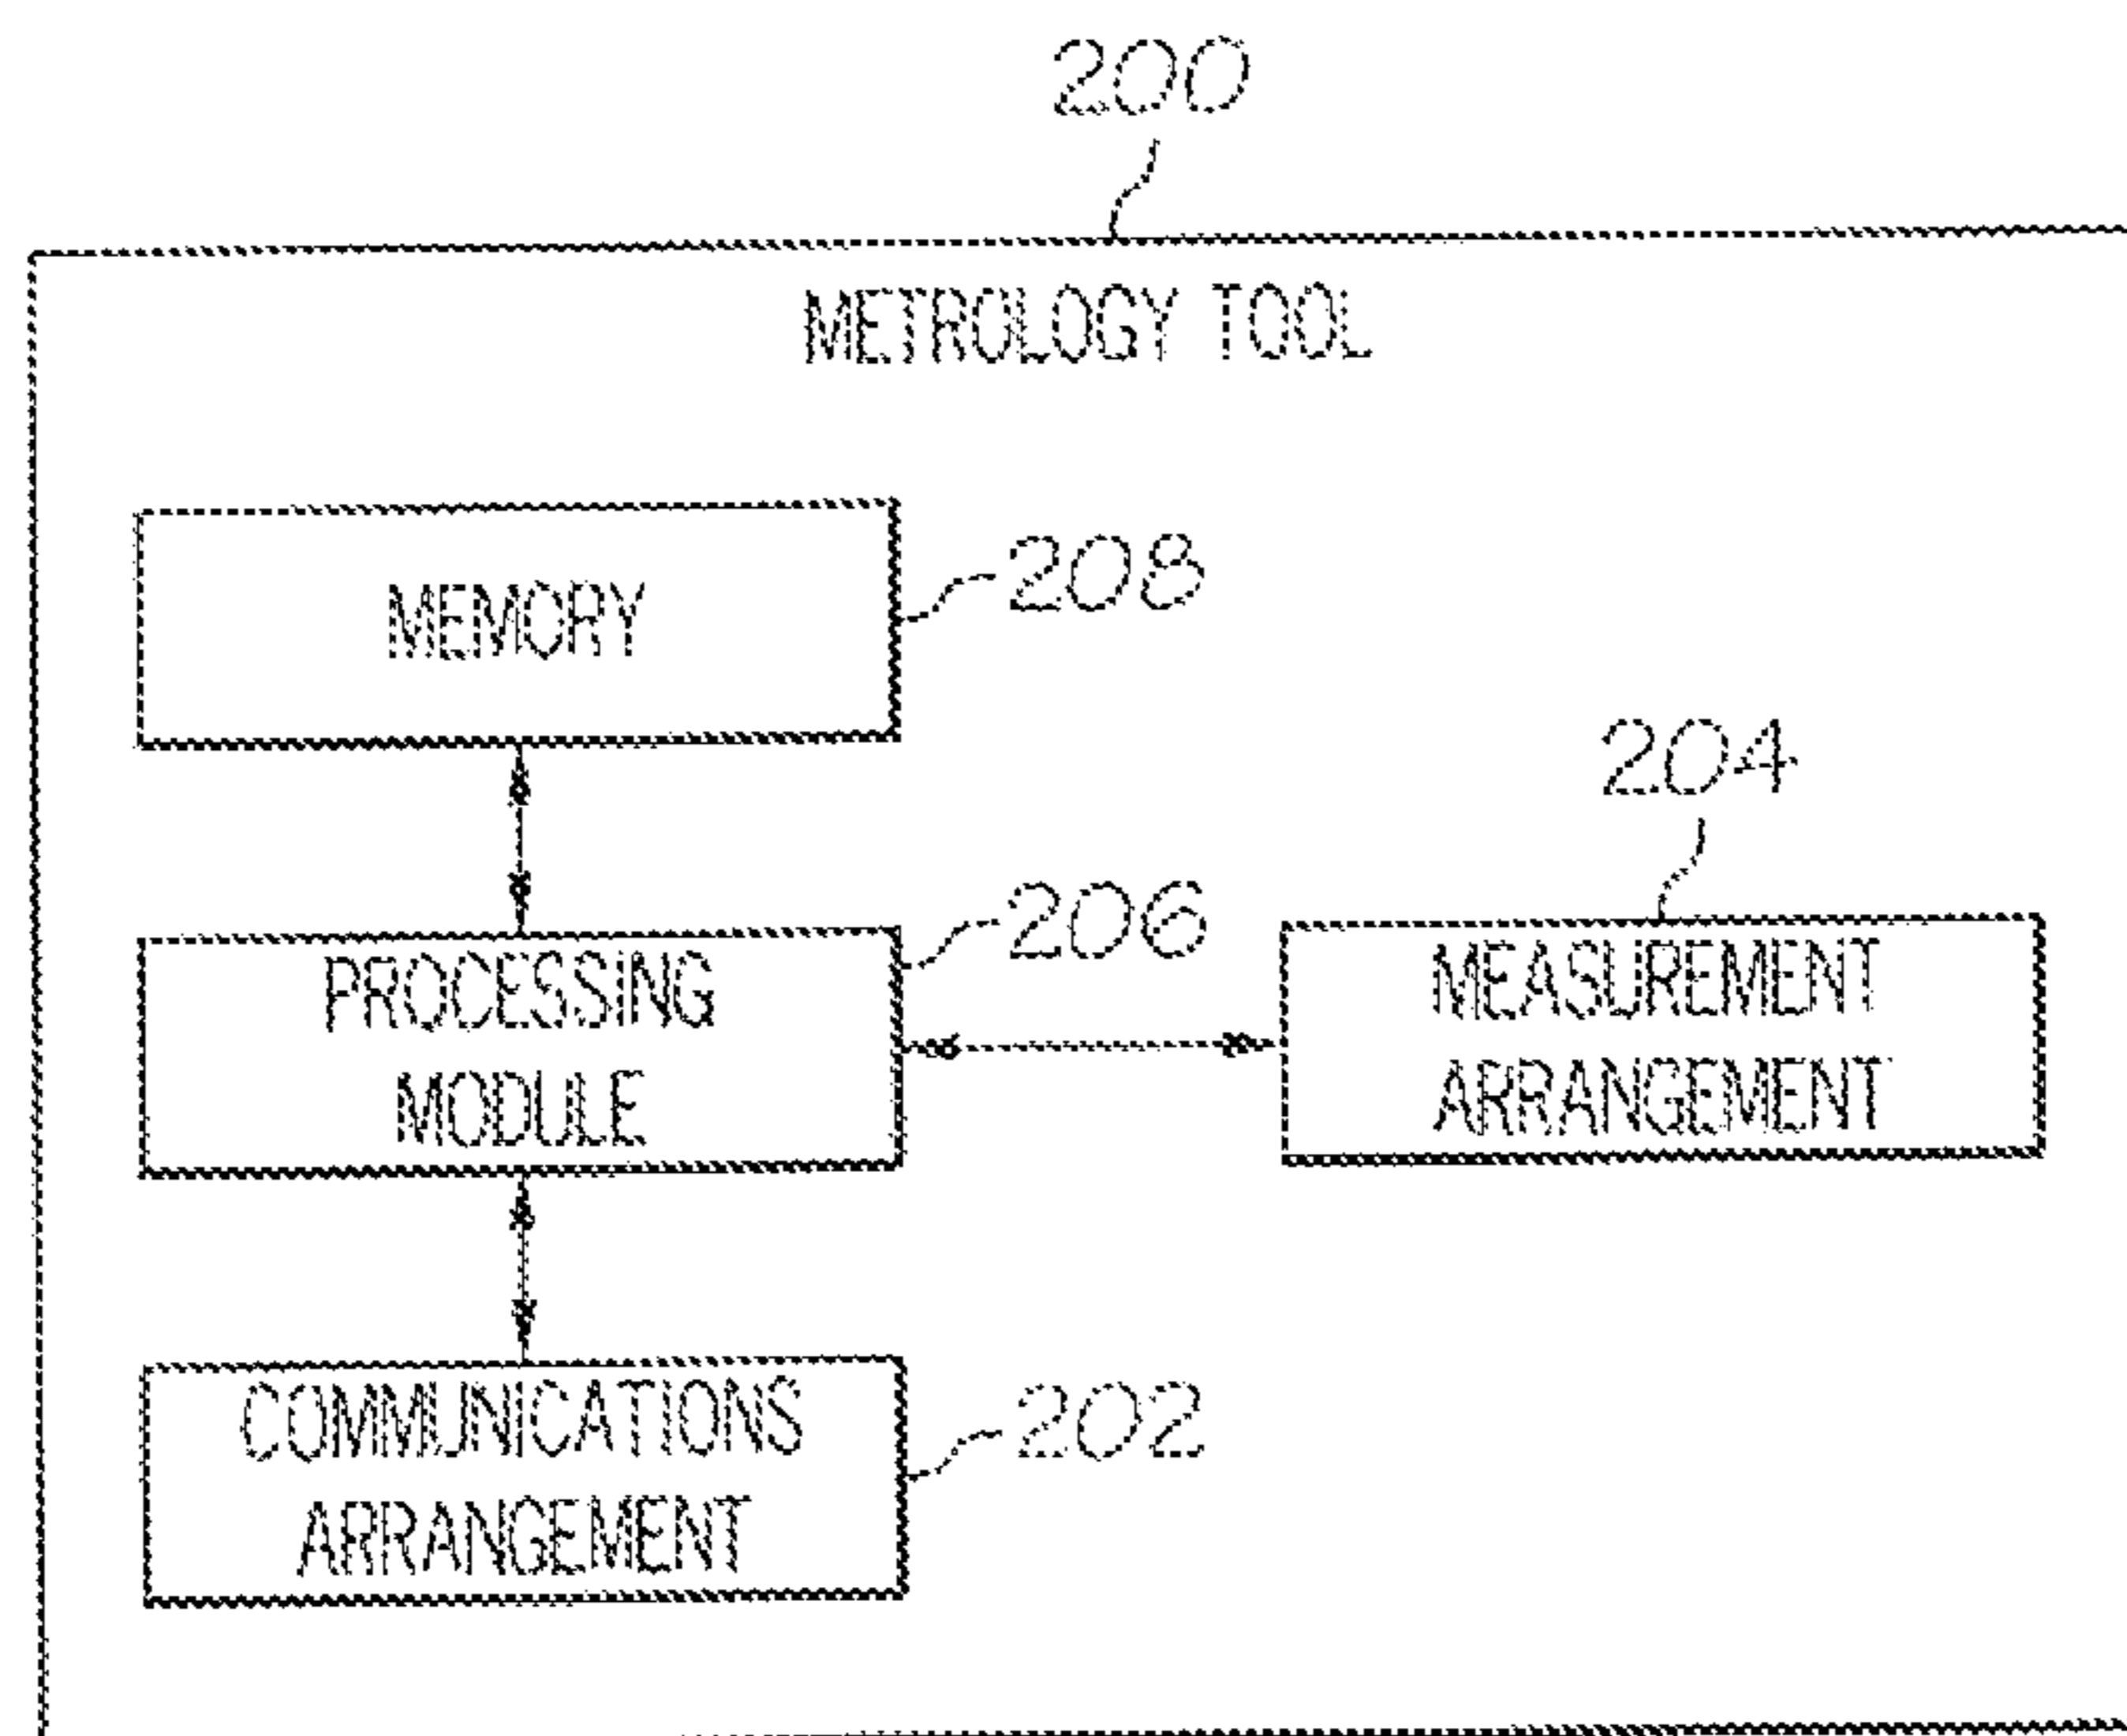 200
METROLOGY TOOL
MEMORY
208
204
206
PROCESSING
MODULE
MEASUREMENT
ARRANGEMENT
COMMUNICATIONS
ARRANGEMENT
202